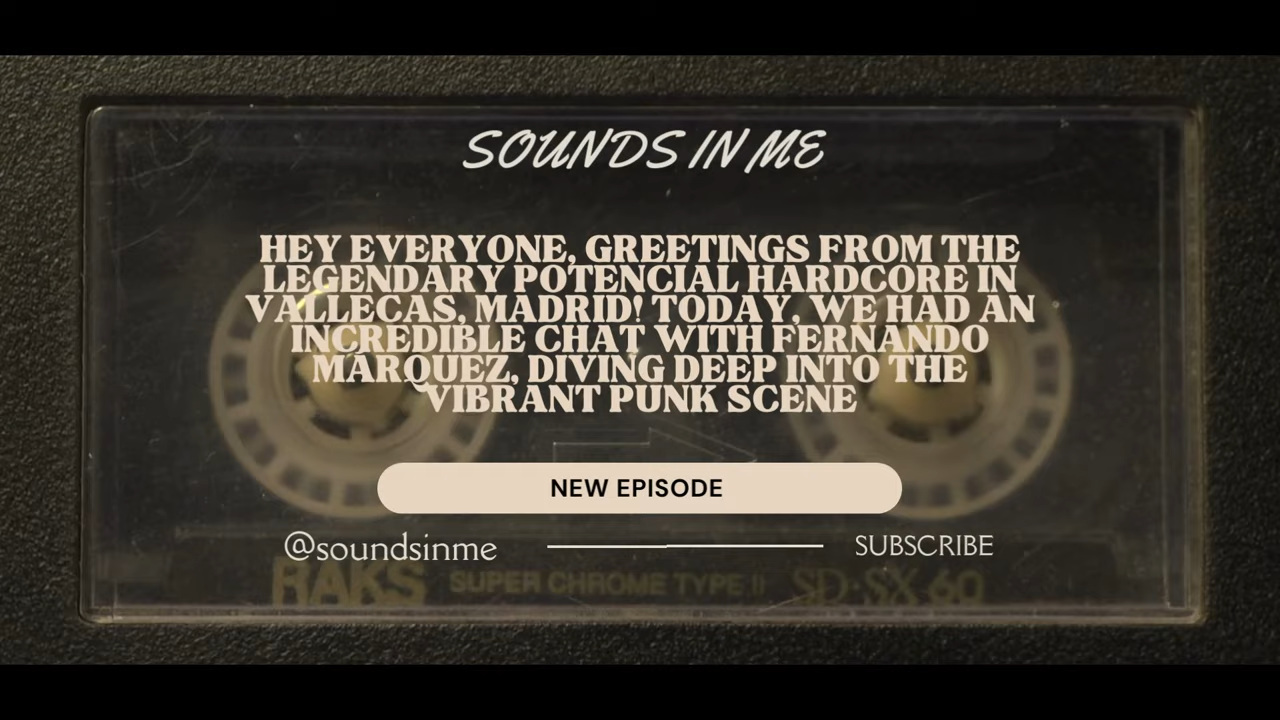 SOUNDS IN ME
HEY EVERYONE, GREETINGS FROM THE
LEGENDARY POTENCIAL HARDCORE IN
VALLECAS, MADRID! TODAY, WE HAD AN
INCREDIBLE CHAT WITH FERNANDO
MÁRQUEZ, DIVING DEEP INTO THE
VIBRANT PUNK SCENE
NEW EPISODE
@soundsinme SUBSCRIBE
RAKS SUPER CHROME TYPE II SD-SX 60